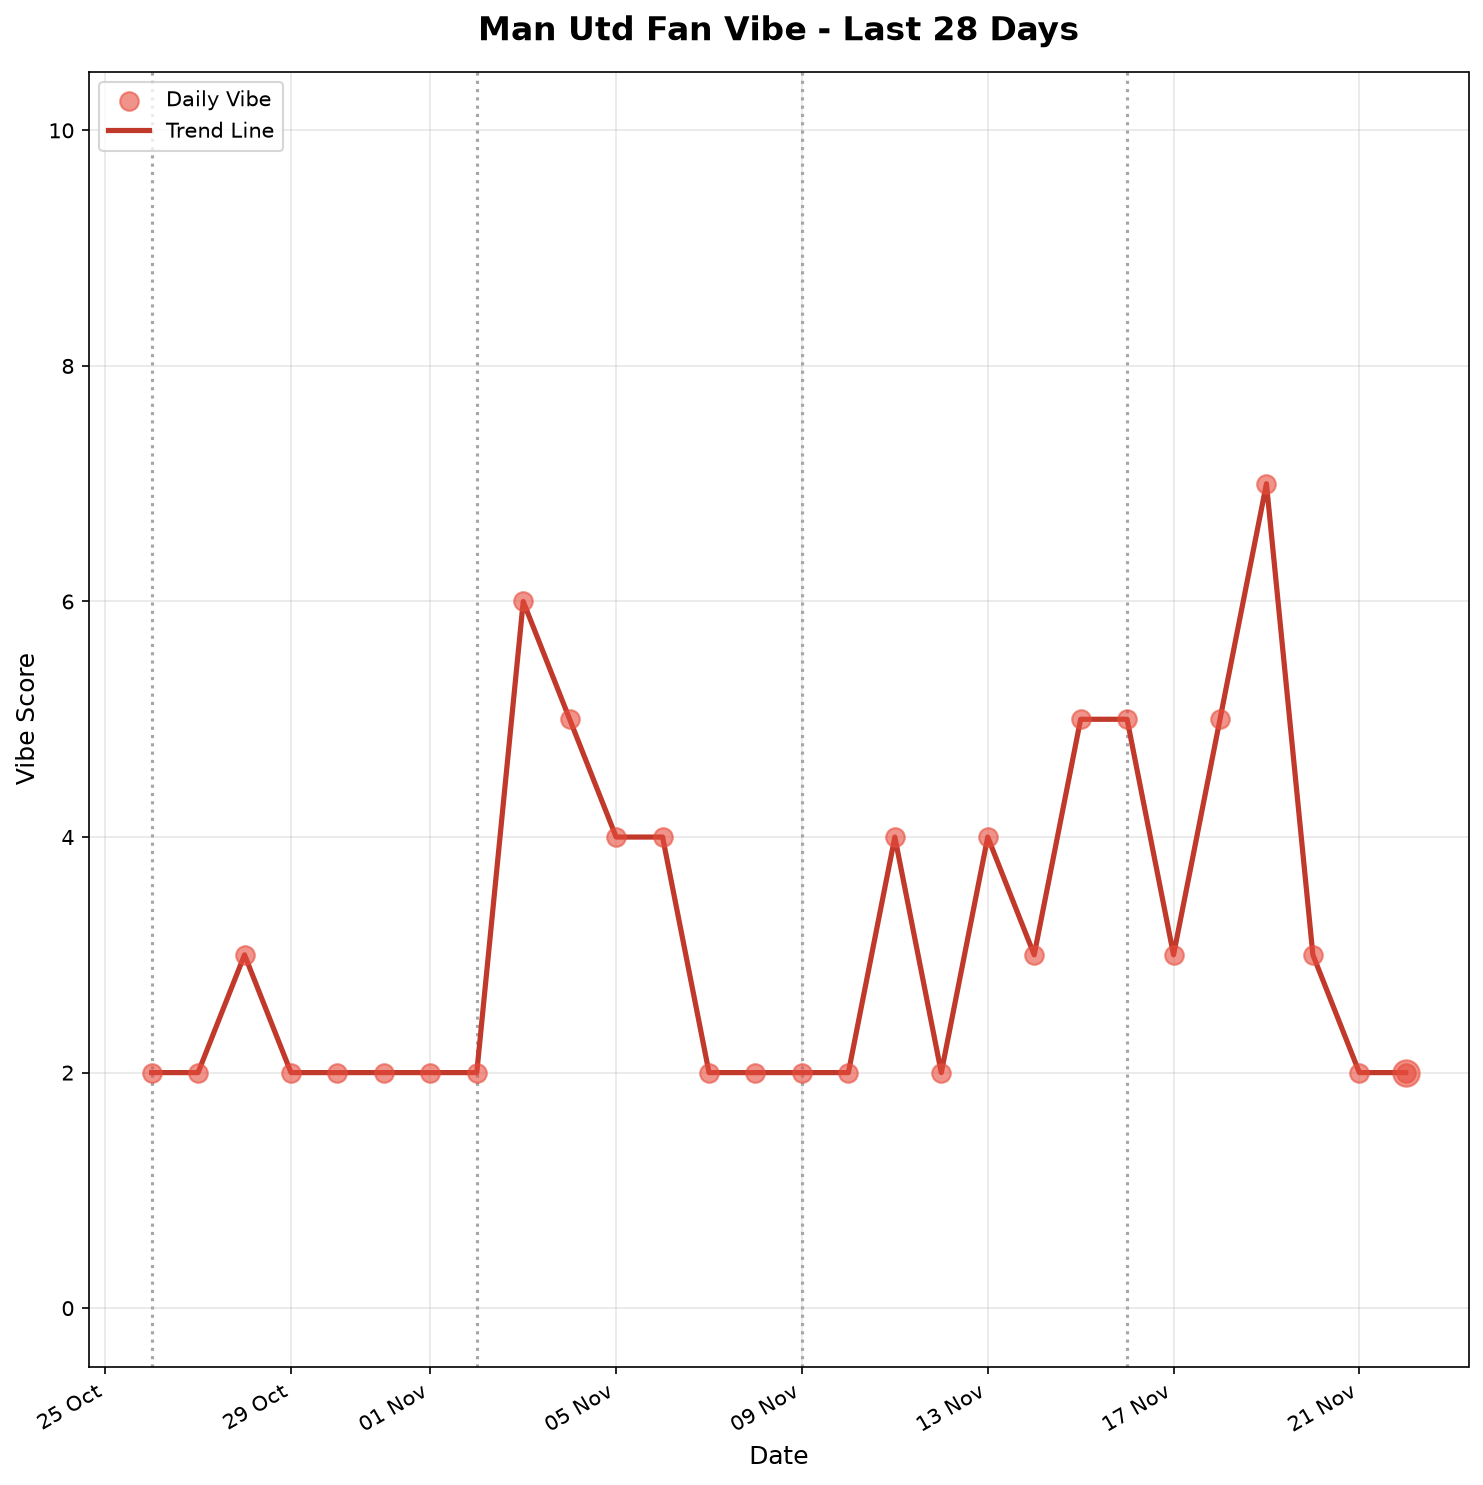 Man Utd Fan Vibe - Last 28 Days
Daily Vibe
Trend Line
10
8
6
4
2
0
Vibe Score
25 Oct
29 Oct
01 Nov
05 Nov
09 Nov
13 Nov
17 Nov
21 Nov
Date